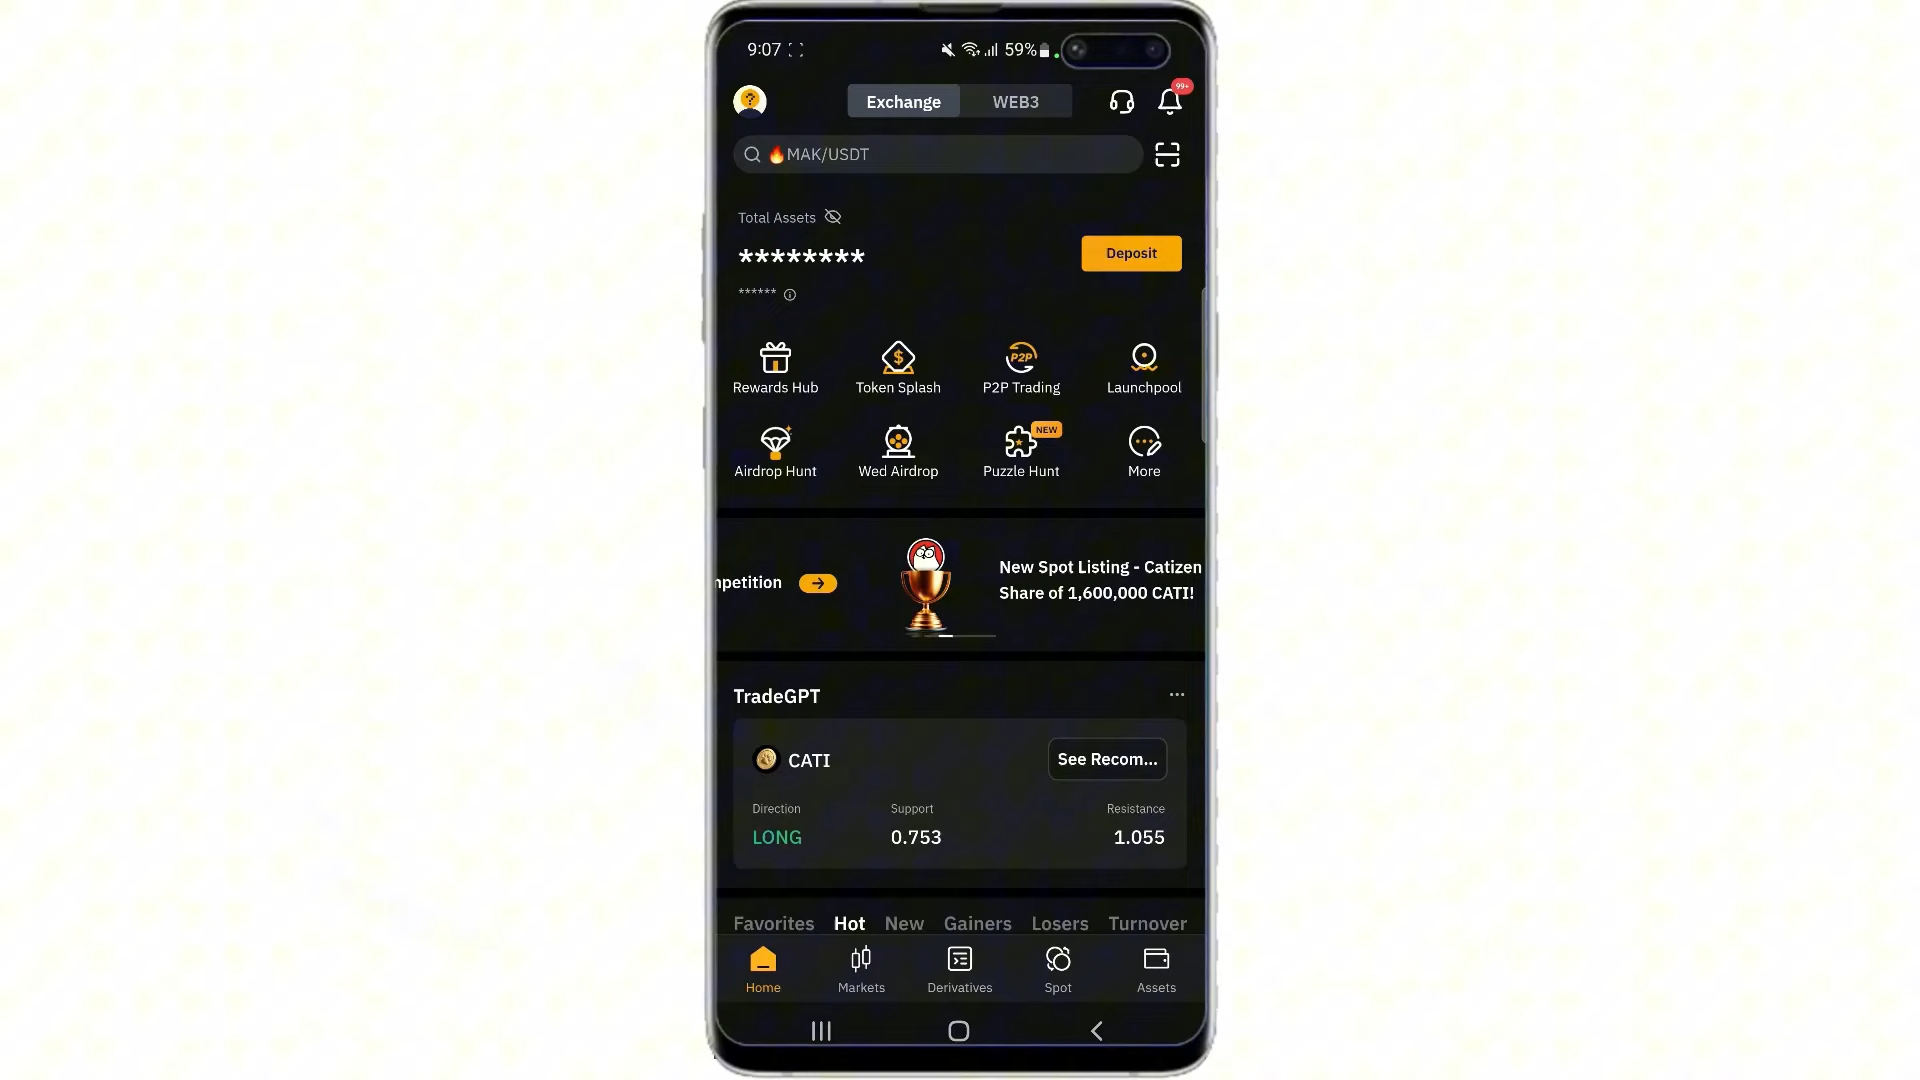 9:07
59%
Exchange
WEB3
99+
MAK/USDT
Total Assets
********
Deposit
******
Rewards Hub
Token Splash
P2P
P2P Trading
Launchpool
Airdrop Hunt
Wed Airdrop
NEW
Puzzle Hunt
More
npetition
New Spot Listing - Catizen
Share of 1,600,000 CATI!
TradeGPT
CATI
See Recom...
Direction
Support
Resistance
LONG
0.753
1.055
Favorites
Hot
New
Gainers
Losers
Turnover
Home
Markets
Derivatives
Spot
Assets